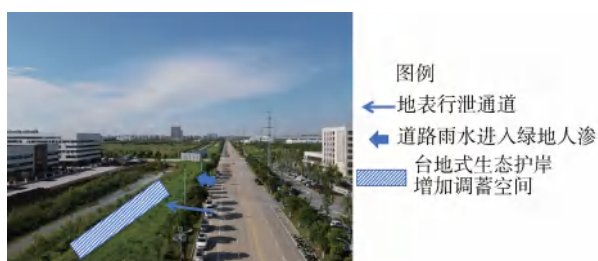 图例
地表行泄通道
道路雨水进入绿地人渗
台地式生态护岸
增加调蓄空间